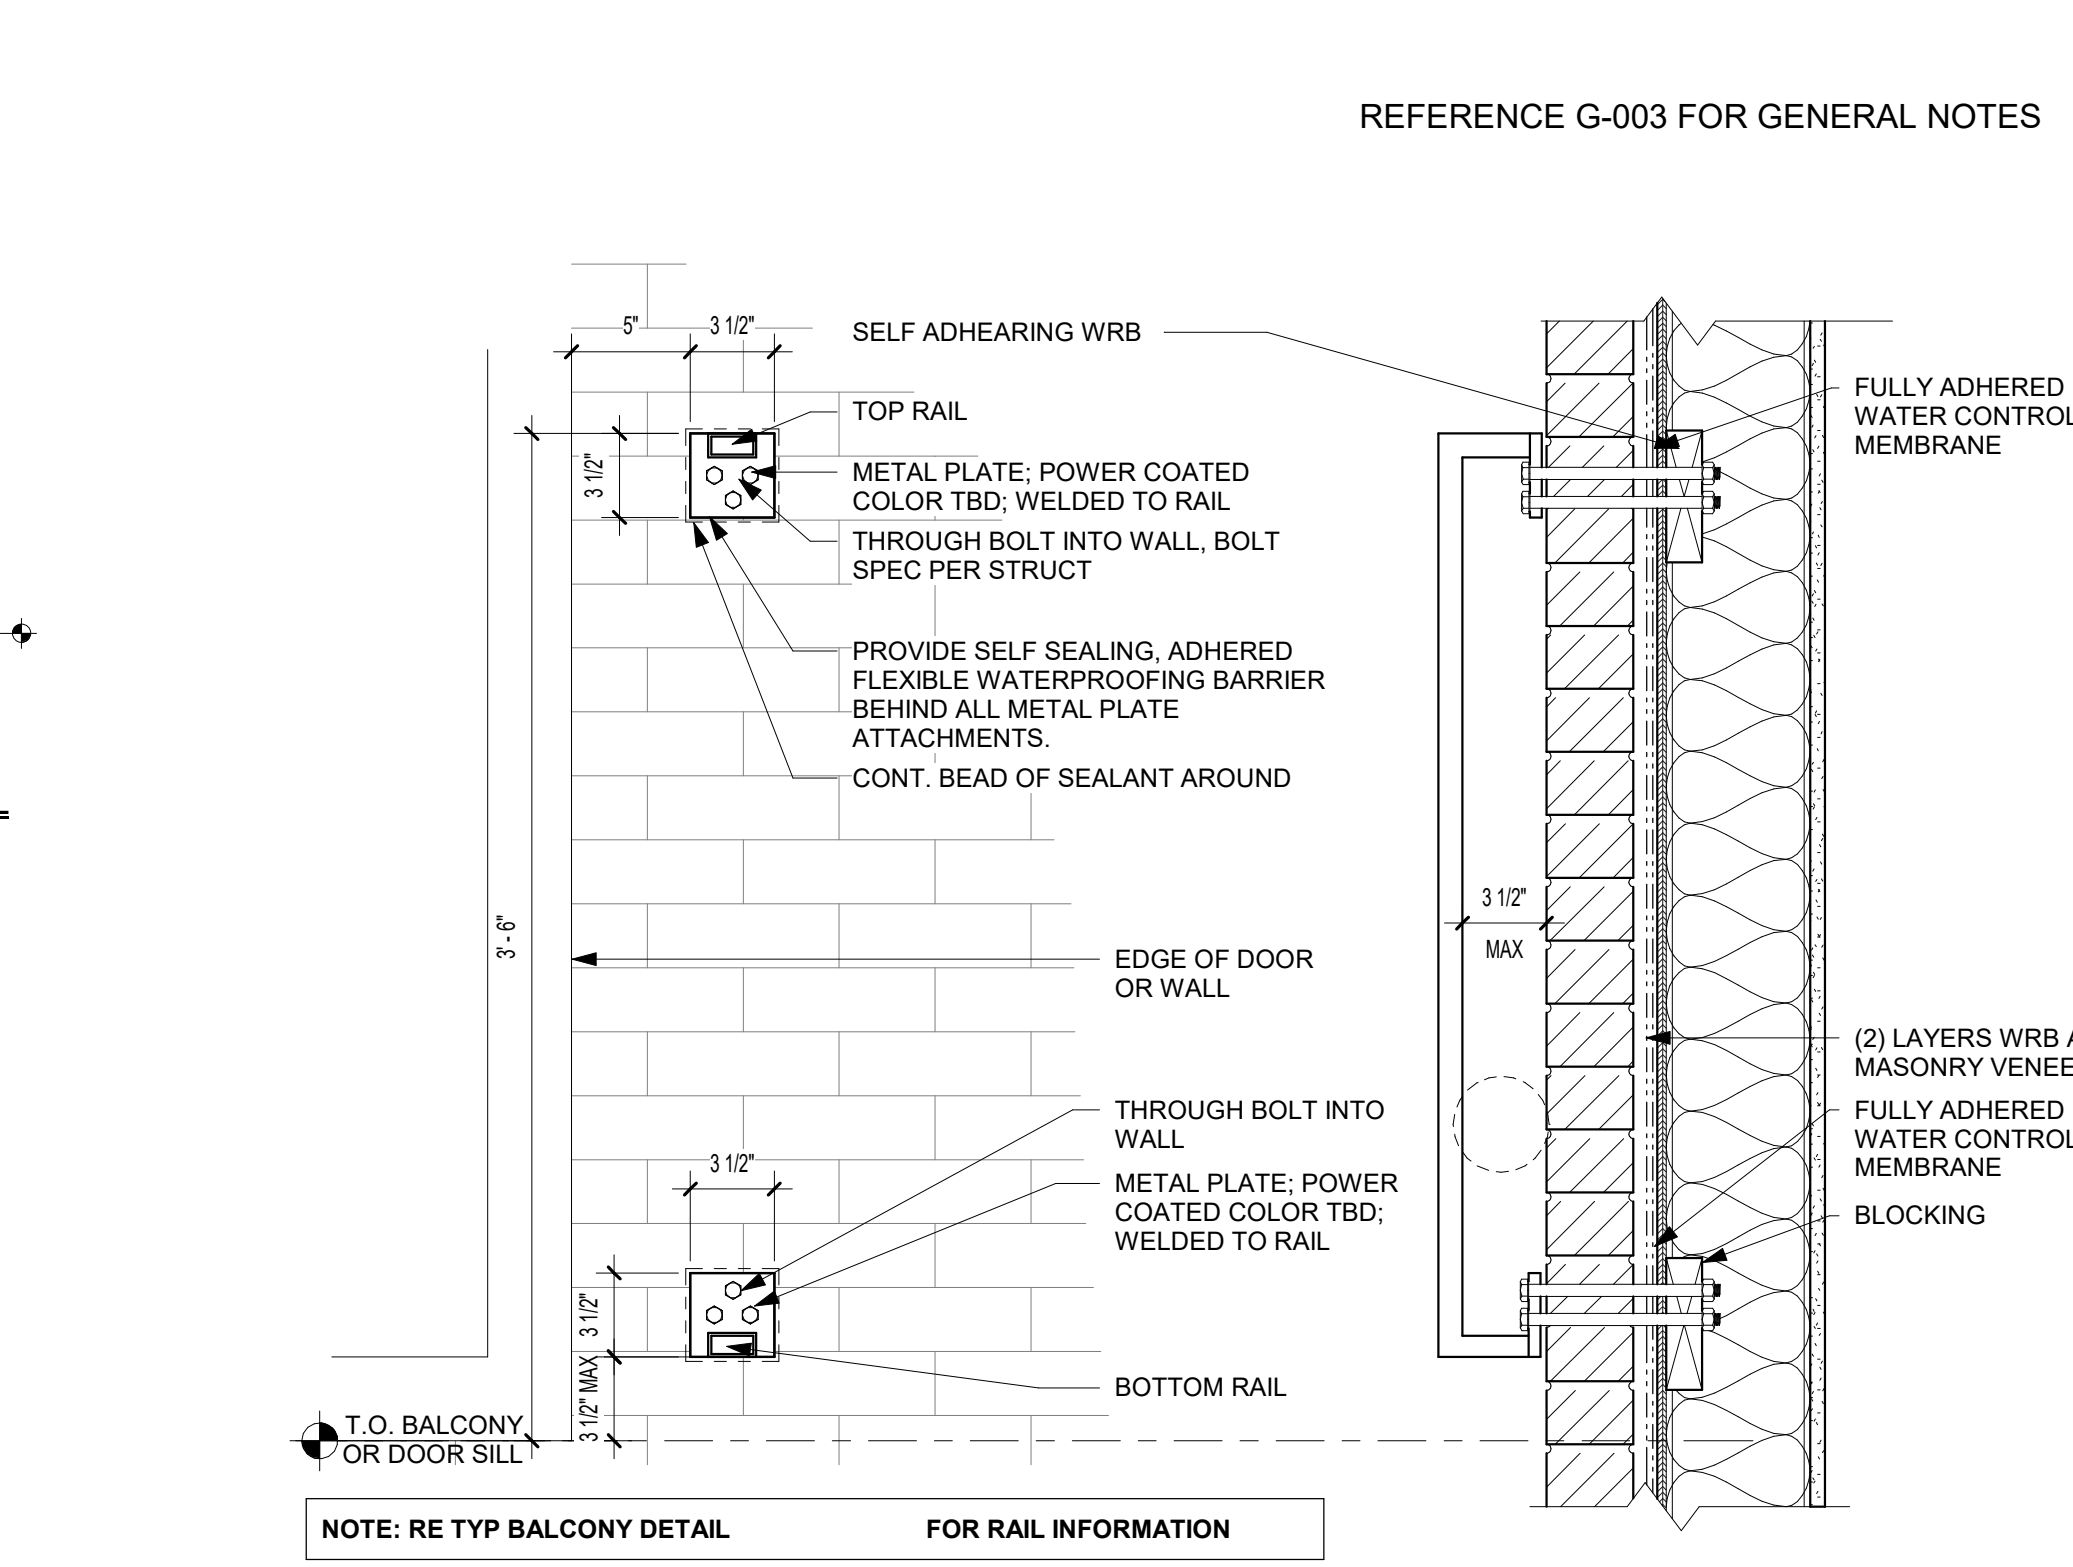 REFERENCE G-003 FOR GENERAL NOTES
5"
3 1/2"
SELF ADHEARING WRB
TOP RAIL
3 1/2"
METAL PLATE; POWER COATED
COLOR TBD; WELDED TO RAIL
THROUGH BOLT INTO WALL, BOLT
SPEC PER STRUCT
PROVIDE SELF SEALING, ADHERED
FLEXIBLE WATERPROOFING BARRIER
BEHIND ALL METAL PLATE
ATTACHMENTS.
CONT. BEAD OF SEALANT AROUND
FULLY ADHERED
WATER CONTROL
MEMBRANE
3' - 6"
3 1/2"
MAX
EDGE OF DOOR
OR WALL
(2) LAYERS WRB A
MASONRY VENEE
THROUGH BOLT INTO
WALL
FULLY ADHERED
WATER CONTROL
MEMBRANE
3 1/2"
METAL PLATE; POWER
COATED COLOR TBD;
WELDED TO RAIL
BLOCKING
3 1/2"
3 1/2" MAX
BOTTOM RAIL
T.O. BALCONY
OR DOOR SILL
NOTE: RE TYP BALCONY DETAIL FOR RAIL INFORMATION